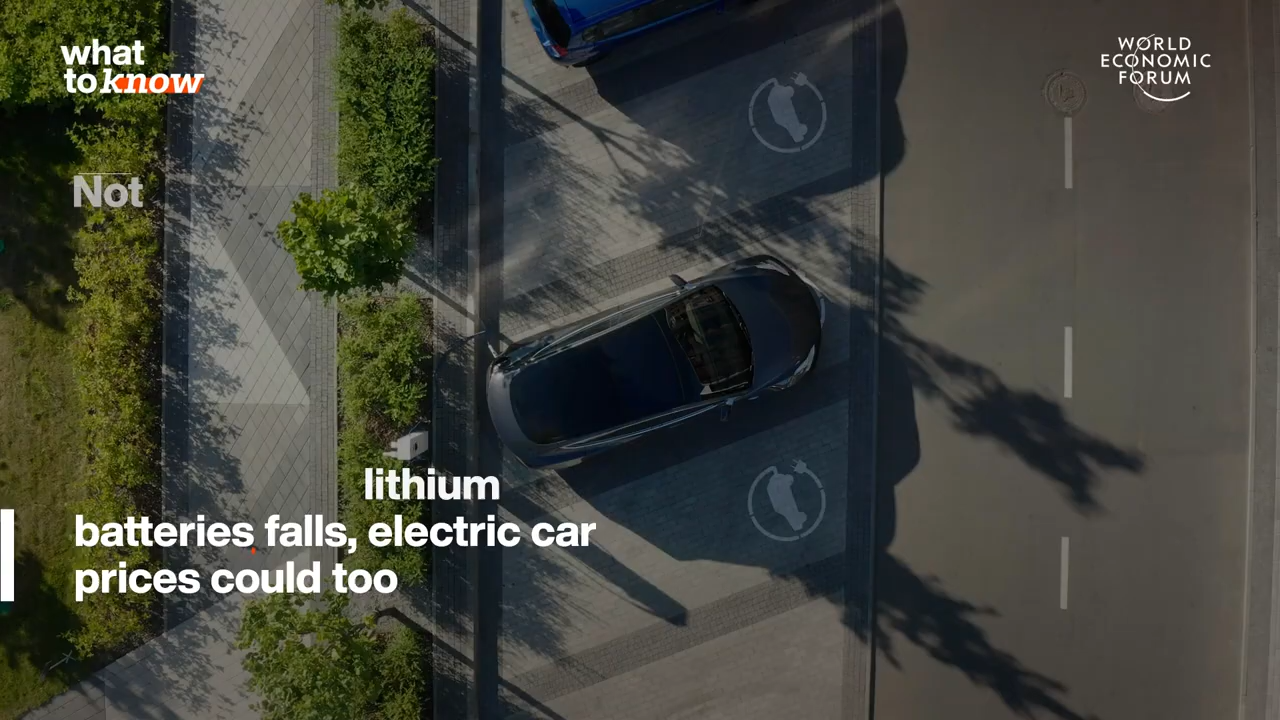 what
to know
WORLD
ECONOMIC
FORUM
Not
lithium
batteries falls, electric car
prices could too